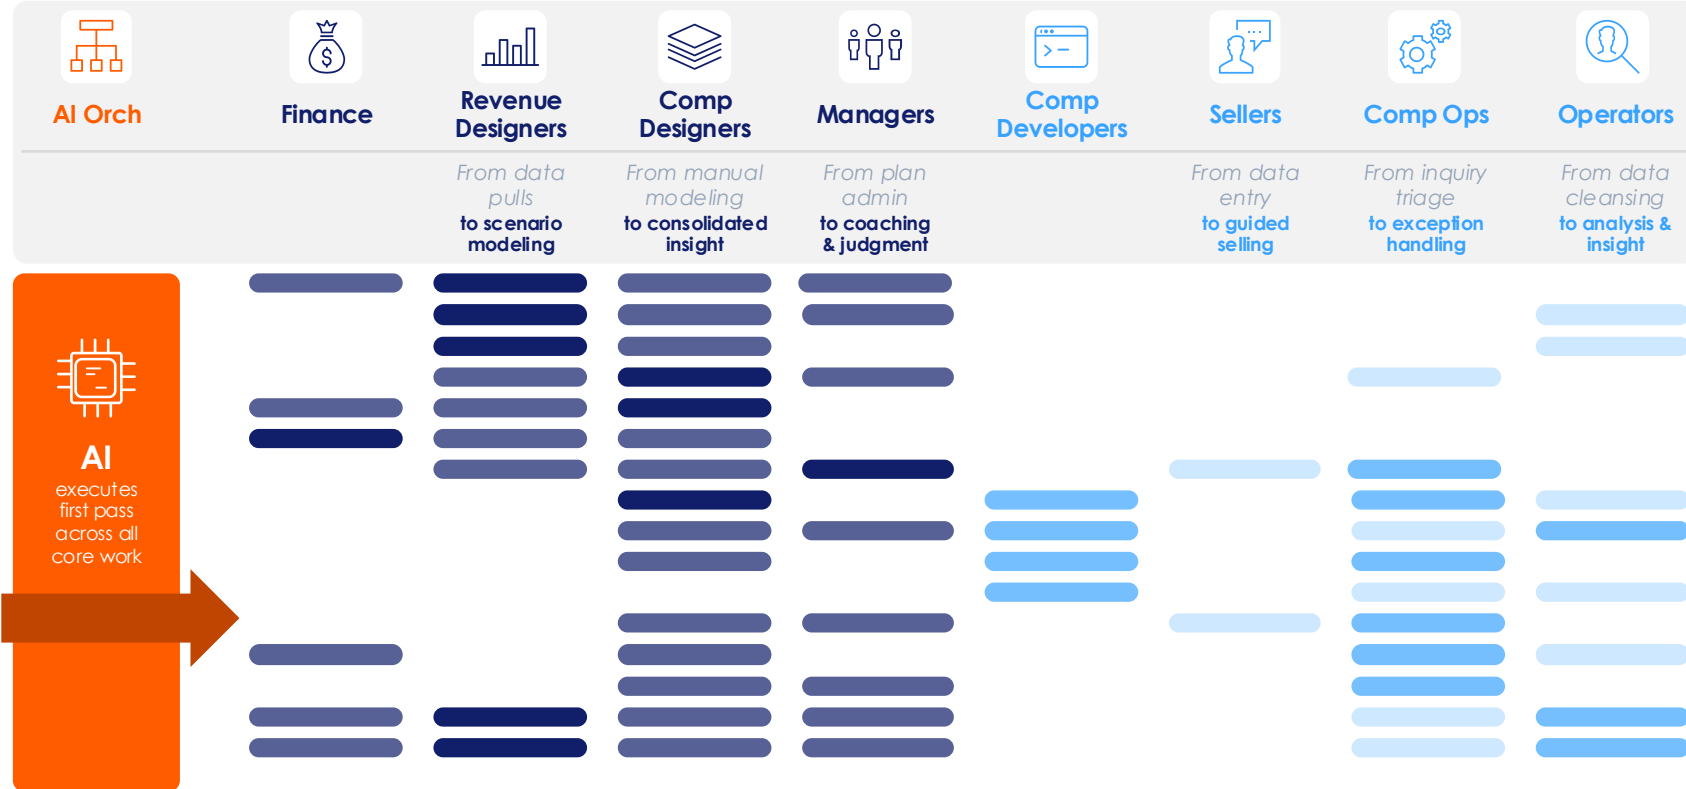 AI Orch
Finance
Revenue
Designers
Comp
Designers
Managers
Comp
Developers
Sellers
Comp Ops
Operators
From data
pulls
to scenario
modeling
From manual
modeling
to consolidated
insight
From plan
admin
to coaching
& judgment
From data
entry
to guided
selling
From inquiry
triage
to exception
handling
From data
cleansing
to analysis &
insight
AI
executes
first pass
across all
core work